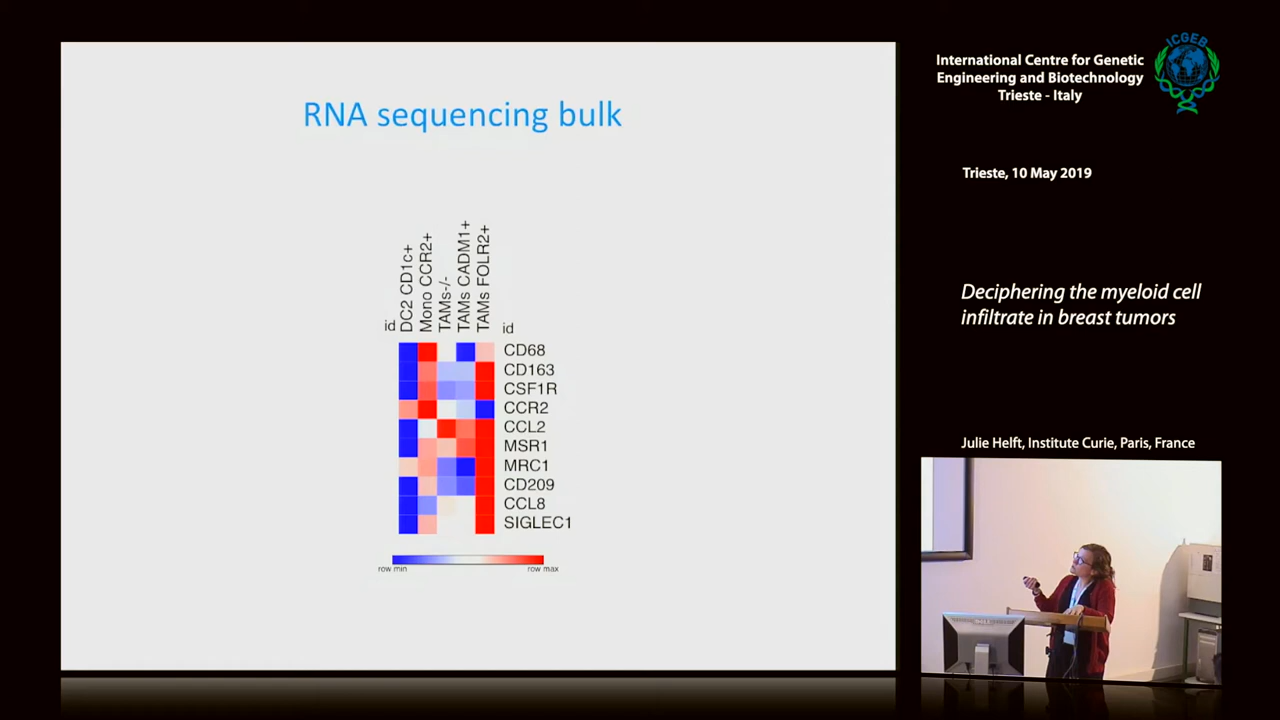 RNA sequencing bulk
id
DC2 CD1c+
Mono CCR2+
TAMs-/-
TAMs CADM1+
TAMs FOLR2+
id
CD68
CD163
CSF1R
CCR2
CCL2
MSR1
MRC1
CD209
CCL8
SIGLEC1
row min
row max
International Centre for Genetic
Engineering and Biotechnology
Trieste - Italy
ICGEB
Trieste, 10 May 2019
Deciphering the myeloid cell
infiltrate in breast tumors
Julie Helft, Institute Curie, Paris, France
DELL